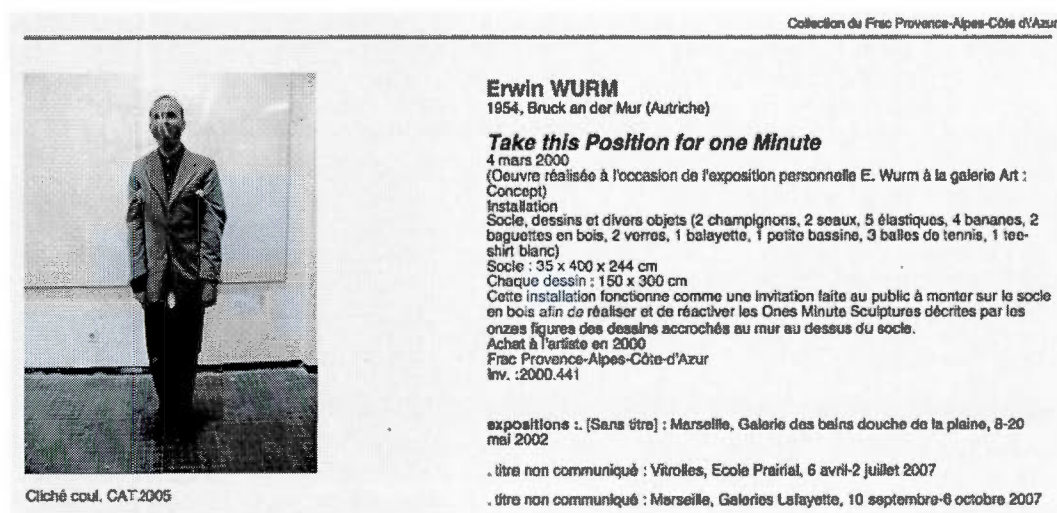 Collection du Frac Provence-Alpes-Côte d\'Azur
Erwin WURM
1954, Bruck an der Mur (Autriche)
Take this Position for one Minute
4 mars 2000
(Oeuvre réalisée à l'occasion de l'exposition personnelle E. Wurm à la galerie Art :
Concept)
Installation
Socle, dessins et divers objets (2 champignons, 2 seaux, 5 élastiques, 4 bananes, 2
baguettes en bois, 2 verres, 1 balayette, 1 petite bassine, 3 balles de tennis, 1 tee-
shirt blanc)
Socle : 35 x 400 x 244 cm
Chaque dessin : 150 x 300 cm
Cette installation fonctionne comme une invitation faite au public à monter sur le socle
en bois afin de réaliser et de réactiver les Ones Minute Sculptures décrites par les
onzes figures des dessins accrochés au mur au dessus du socle.
Achat à l'artiste en 2000
Frac Provence-Alpes-Côte-d'Azur
Inv. :2000.441
expositions :. [Sans titre] : Marseille, Galerie des bains douche de la plaine, 8-20
mai 2002
. titre non communiqué : Vitrolles, Ecole Prairial, 6 avril-2 juillet 2007
. titre non communiqué : Marseille, Galeries Lafayette, 10 septembre-6 octobre 2007
Cliché coul. CAT.2005